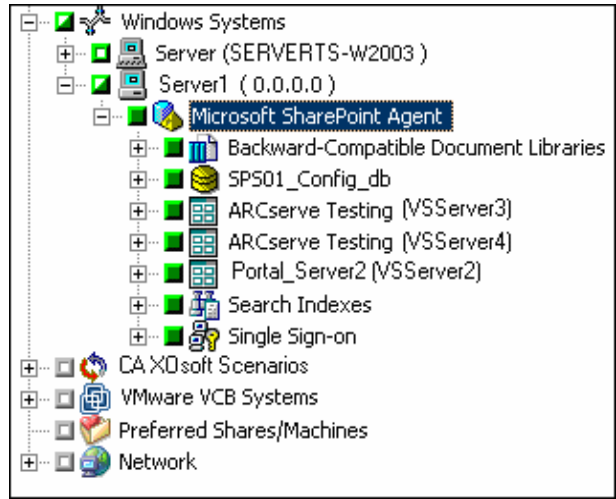 Windows Systems
Server (SERVERTS-W2003 )
Server1 ( 0.0.0.0 )
Microsoft SharePoint Agent
Backward-Compatible Document Libraries
SPS01_Config_db
ARCserve Testing (VSServer3)
ARCserve Testing (VSServer4)
Portal_Server2 (VSServer2)
Search Indexes
Single Sign-on
CA XOsoft Scenarios
VMware VCB Systems
Preferred Shares/Machines
Network